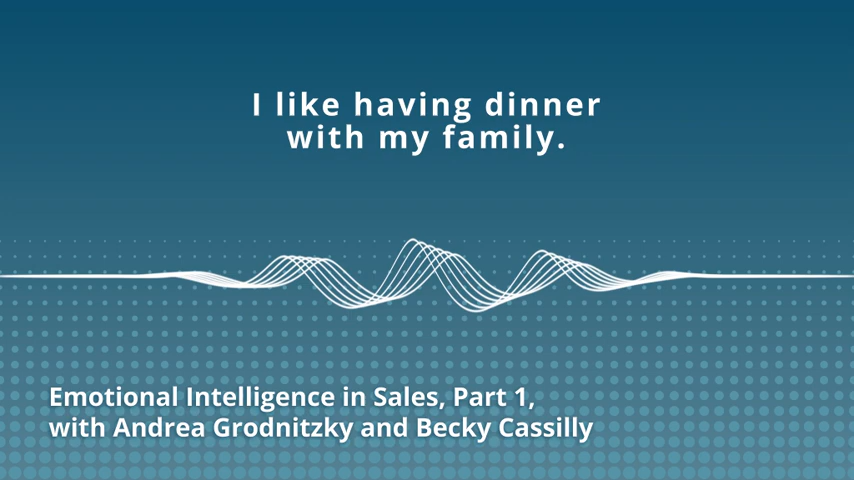 I like having dinner
with my family.
Emotional Intelligence in Sales, Part 1,
with Andrea Grodnitzky and Becky Cassilly